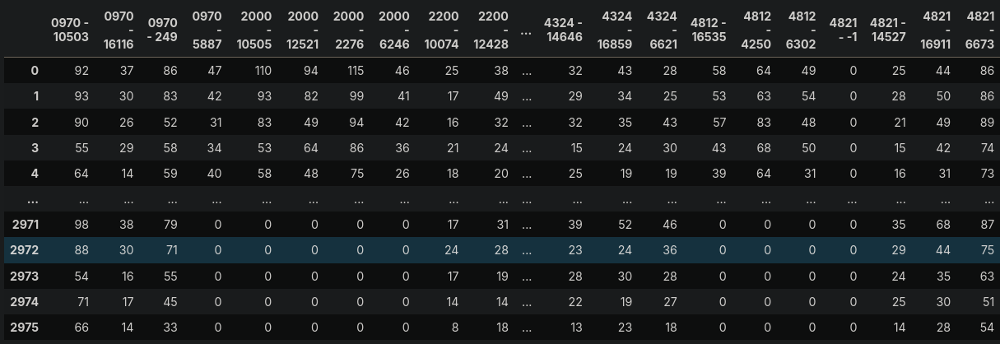 0970 - 10503 0970 - 16116 0970 - 249 0970 - 5887 2000 - 10505 2000 - 12521 2000 - 2276 2000 - 6246 2200 - 10074 2200 - 12428 ... 4324 - 14646 4324 - 16859 4324 - 6621 4812 - 16535 4812 - 4250 4812 - 6302 4821 - -1 4821 - 14527 4821 - 16911 4821 - 6673
0 92 37 86 47 110 94 115 46 25 38 ... 32 43 28 58 64 49 0 25 44 86
1 93 30 83 42 93 82 99 41 17 49 ... 29 34 25 53 63 54 0 28 50 86
2 90 26 52 31 83 49 94 42 16 32 ... 32 35 43 57 83 48 0 21 49 89
3 55 29 58 34 53 64 86 36 21 24 ... 15 24 30 43 68 50 0 15 42 74
4 64 14 59 40 58 48 75 26 18 20 ... 25 19 19 39 64 31 0 16 31 73
... ... ... ... ... ... ... ... ... ... ... ... ... ... ... ... ... ... ... ... ... ...
2971 98 38 79 0 0 0 0 0 17 31 ... 39 52 46 0 0 0 0 35 68 87
2972 88 30 71 0 0 0 0 0 24 28 ... 23 24 36 0 0 0 0 29 44 75
2973 54 16 55 0 0 0 0 0 17 19 ... 28 30 28 0 0 0 0 24 35 63
2974 71 17 45 0 0 0 0 0 14 14 ... 22 19 27 0 0 0 0 25 30 51
2975 66 14 33 0 0 0 0 0 8 18 ... 13 23 18 0 0 0 0 14 28 54